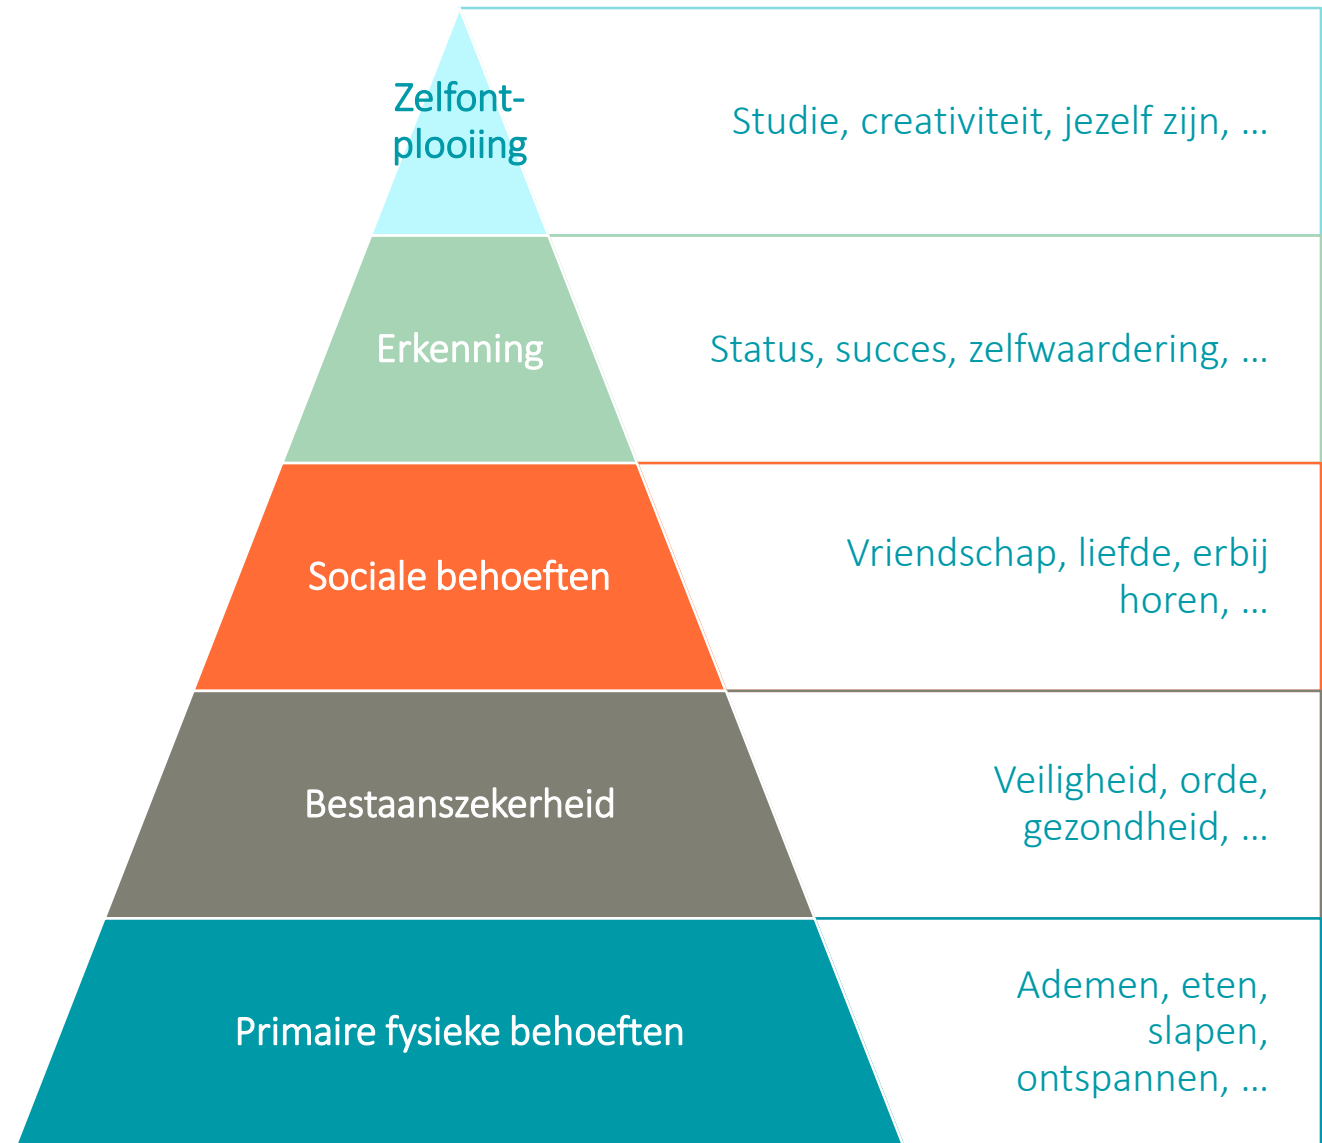 Zelfont-
plooiing
Studie, creativiteit, jezelf zijn, ...
Erkenning
Status, succes, zelfwaardering, ...
Sociale behoeften
Vriendschap, liefde, erbij
horen, ...
Bestaanszekerheid
Veiligheid, orde,
gezondheid, ...
Primaire fysieke behoeften
Ademen, eten,
slapen,
ontspannen, ...